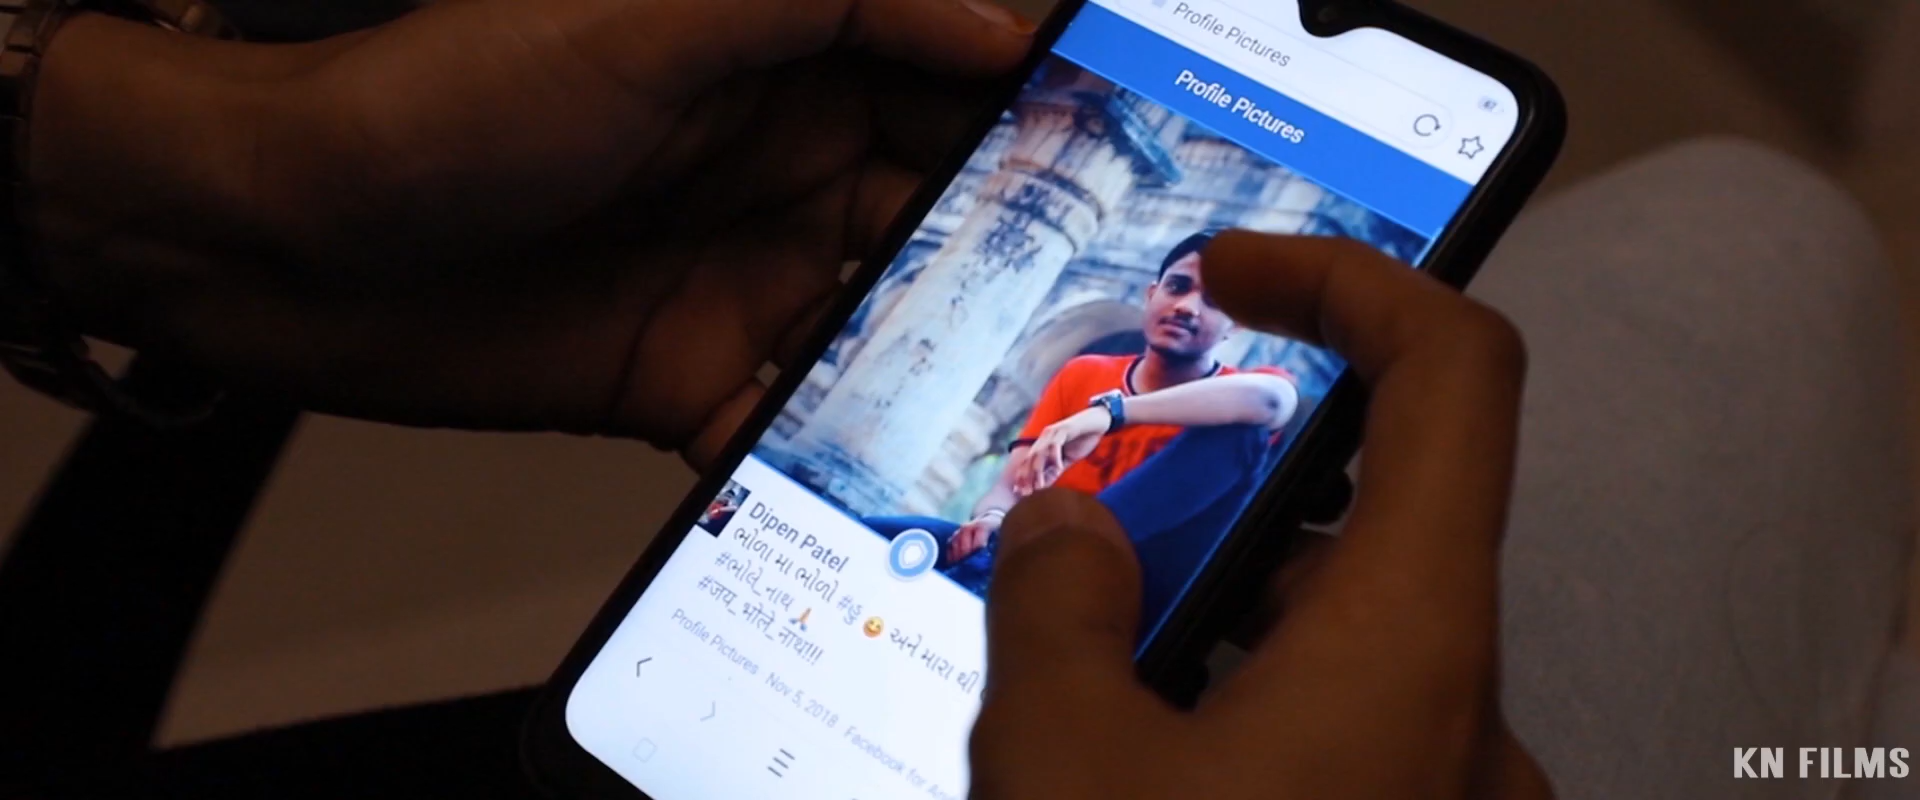 Profile Pictures
Profile Pictures
67
Dipen Patel
ભોળા મા ભોળો #હુ 😄 અને મારા થી
#ભોલે_નાથ 🙏
#जय_भोले_नाथ!!!
Profile Pictures Nov 5, 2018 Facebook for
KN FILMS